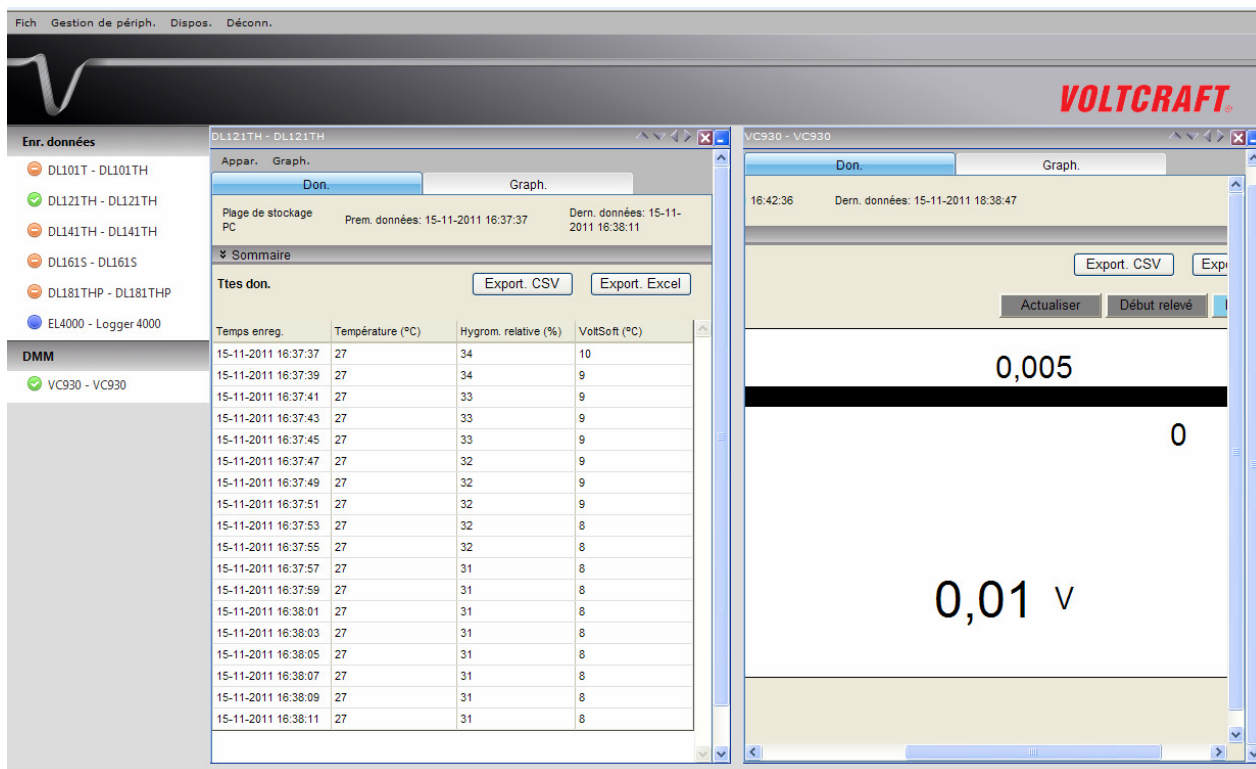 Fich Gestion de périph. Dispos. Déconn.
VOLTCRAFT®
Enr. données
DL101T - DL101TH
DL121TH - DL121TH
DL141TH - DL141TH
DL161S - DL161S
DL181THP - DL181THP
EL4000 - Logger 4000
DMM
VC930 - VC930
DL121TH - DL121TH
Appar. Graph.
Don. Graph.
Plage de stockage
PC
Prem. données: 15-11-2011 16:37:37
Dern. données: 15-11-
2011 16:38:11
Sommaire
Ttes don. Export. CSV Export. Excel
Temps enreg. Température (ºC) Hygrom. relative (%) VoltSoft (ºC)
15-11-2011 16:37:37 27 34 10
15-11-2011 16:37:39 27 34 9
15-11-2011 16:37:41 27 33 9
15-11-2011 16:37:43 27 33 9
15-11-2011 16:37:45 27 33 9
15-11-2011 16:37:47 27 32 9
15-11-2011 16:37:49 27 32 9
15-11-2011 16:37:51 27 32 9
15-11-2011 16:37:53 27 32 8
15-11-2011 16:37:55 27 32 8
15-11-2011 16:37:57 27 31 8
15-11-2011 16:37:59 27 31 8
15-11-2011 16:38:01 27 31 8
15-11-2011 16:38:03 27 31 8
15-11-2011 16:38:05 27 31 8
15-11-2011 16:38:07 27 31 8
15-11-2011 16:38:09 27 31 8
15-11-2011 16:38:11 27 31 8
VC930 - VC930
Don. Graph.
16:42:36 Dern. données: 15-11-2011 18:38:47
Export. CSV
Actualiser Début relevé
0,005
0
0,01 V